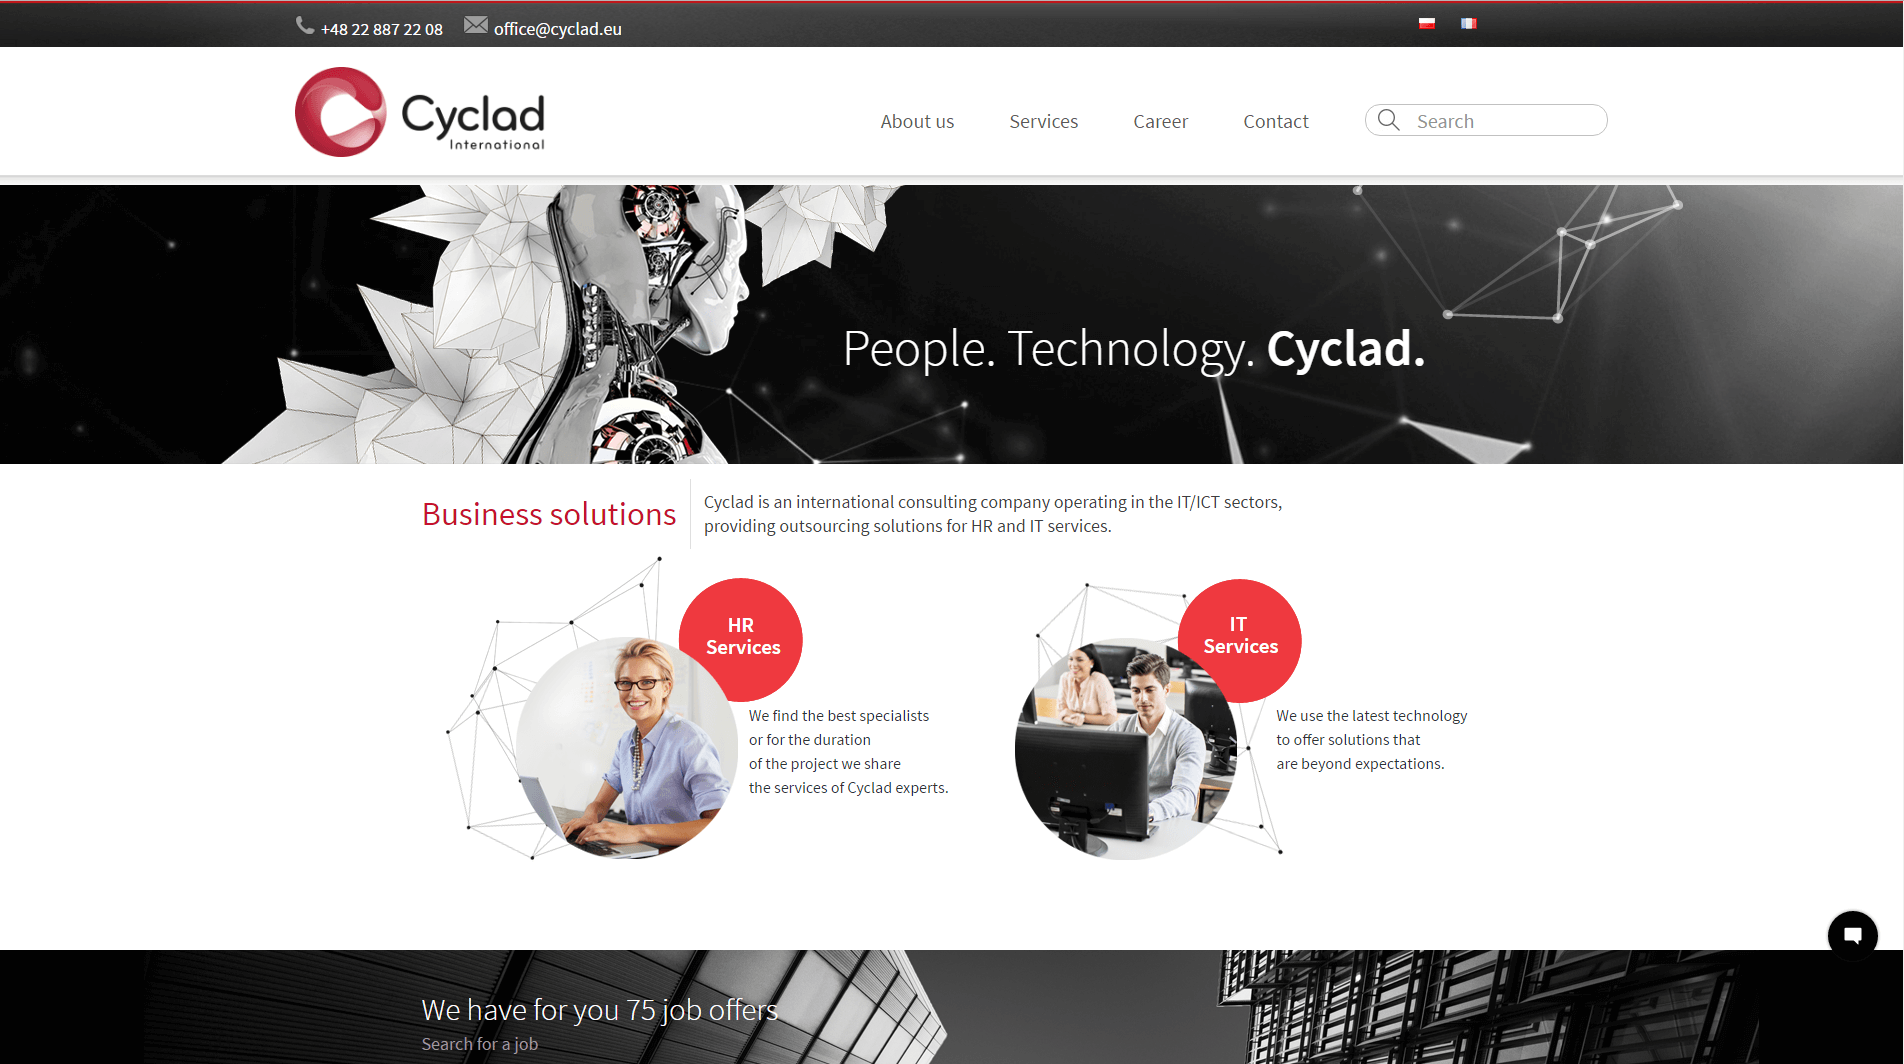 +48 22 887 22 08
office@cyclad.eu
Cyclad
International
About us
Services
Career
Contact
Search
People. Technology. Cyclad.
Business solutions
Cyclad is an international consulting company operating in the IT/ICT sectors,
providing outsourcing solutions for HR and IT services.
HR
Services
We find the best specialists
or for the duration
of the project we share
the services of Cyclad experts.
IT
Services
We use the latest technology
to offer solutions that
are beyond expectations.
We have for you 75 job offers
Search for a job